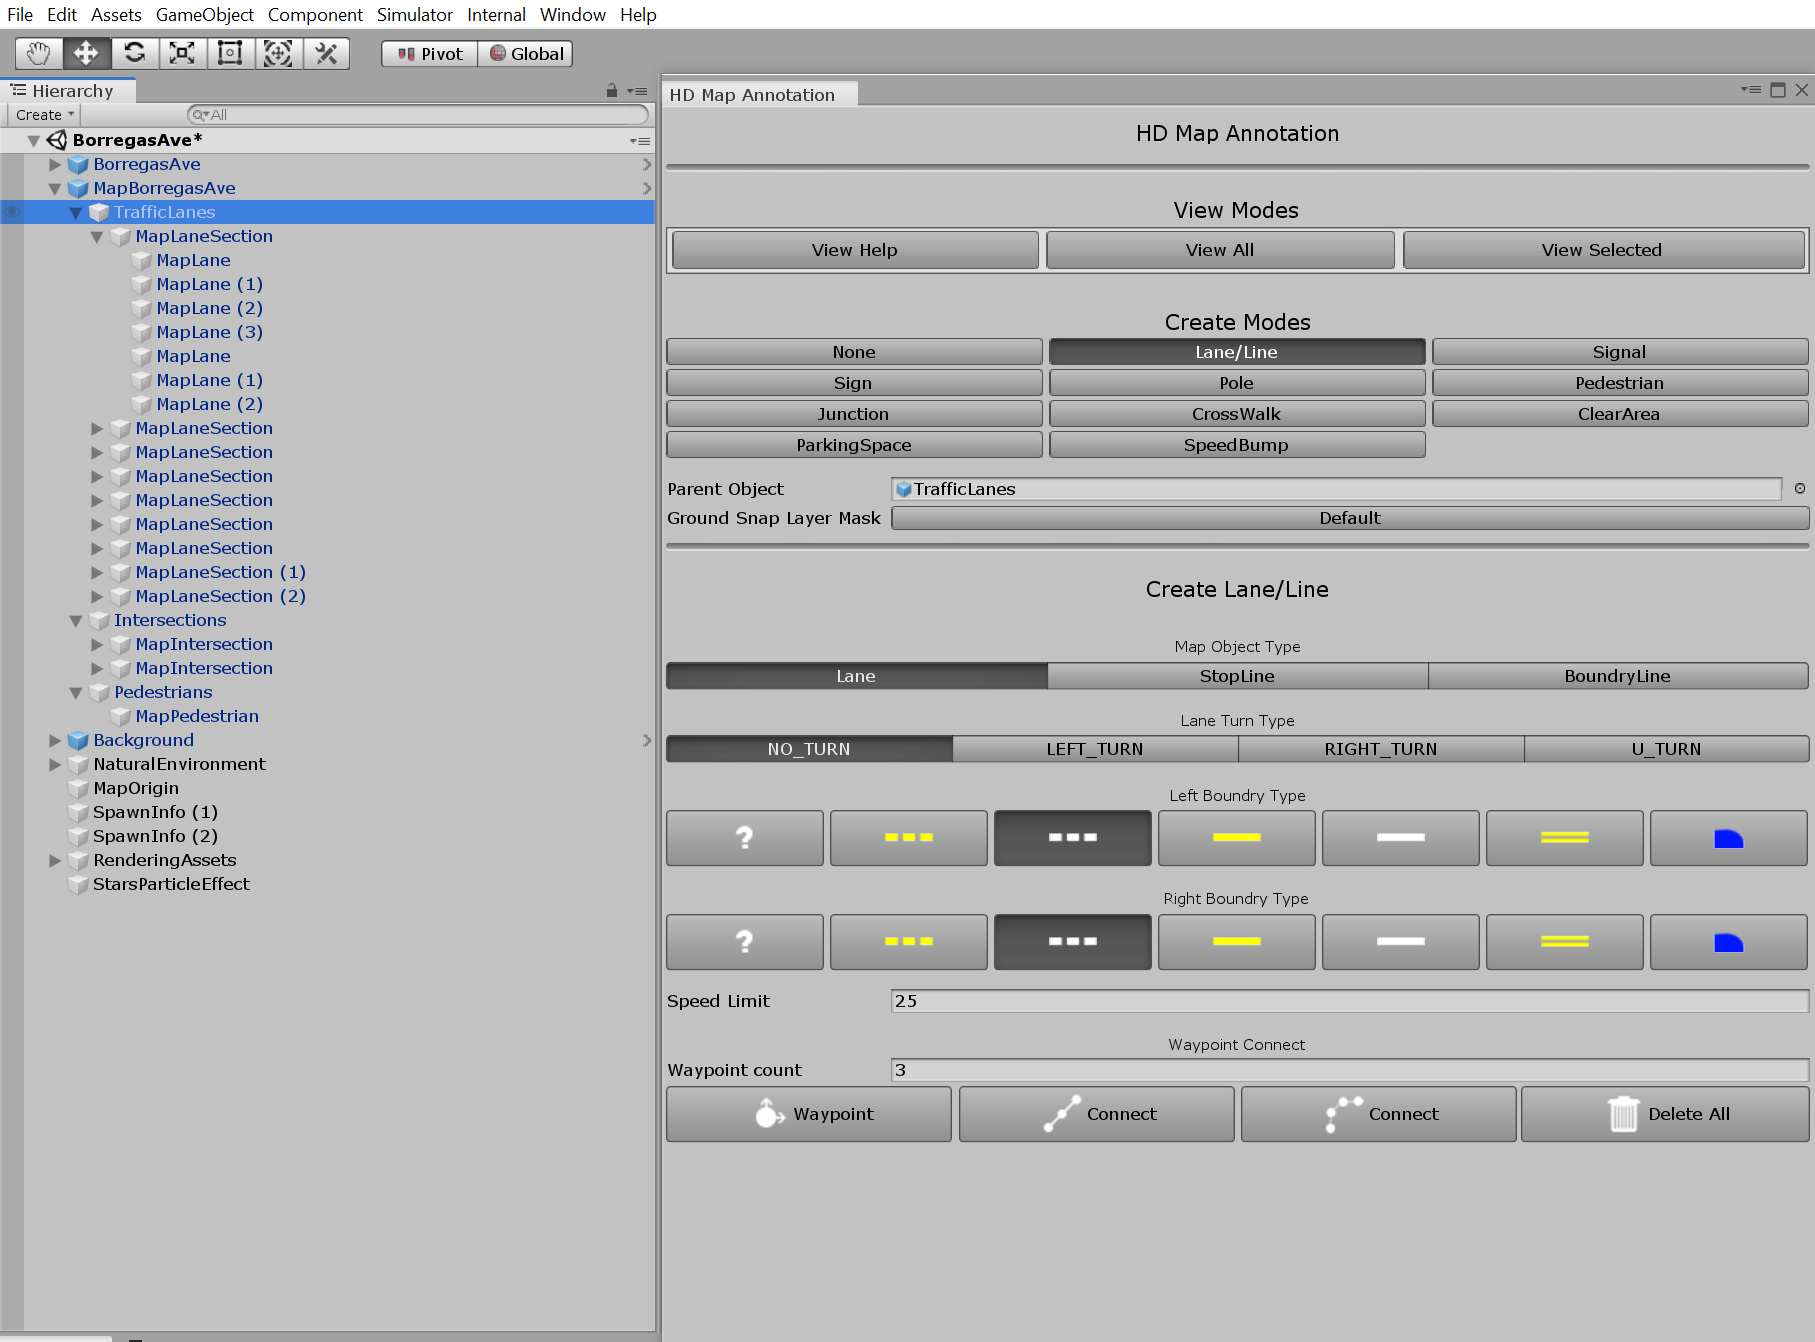 File Edit Assets GameObject Component Simulator Internal Window Help
Pivot Global
Hierarchy
Create All
BorregasAve*
BorregasAve
MapBorregasAve
TrafficLanes
MapLaneSection
MapLane
MapLane (1)
MapLane (2)
MapLane (3)
MapLane
MapLane (1)
MapLane (2)
MapLaneSection
MapLaneSection
MapLaneSection
MapLaneSection
MapLaneSection
MapLaneSection
MapLaneSection (1)
MapLaneSection (2)
Intersections
MapIntersection
MapIntersection
Pedestrians
MapPedestrian
Background
NaturalEnvironment
MapOrigin
SpawnInfo (1)
SpawnInfo (2)
RenderingAssets
StarsParticleEffect
HD Map Annotation
HD Map Annotation
View Modes
View Help View All View Selected
Create Modes
None Lane/Line Signal
Sign Pole Pedestrian
Junction CrossWalk ClearArea
ParkingSpace SpeedBump
Parent Object TrafficLanes
Ground Snap Layer Mask Default
Create Lane/Line
Map Object Type
Lane StopLine BoundryLine
Lane Turn Type
NO_TURN LEFT_TURN RIGHT_TURN U_TURN
Left Boundry Type
?
Right Boundry Type
?
Speed Limit 25
Waypoint Connect
Waypoint count 3
Waypoint Connect Connect Delete All